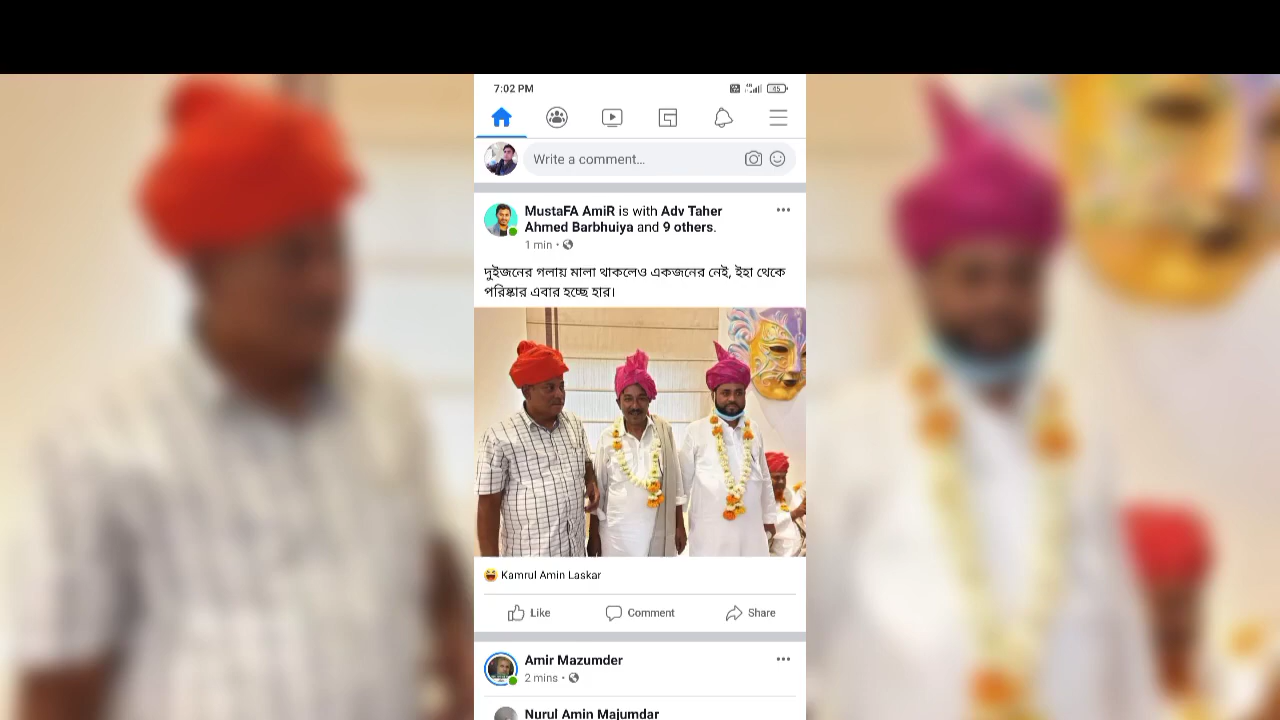 7:02 PM
45
Write a comment...
MustaFA AmiR is with Adv Taher
Ahmed Barbhuiya and 9 others.
1 min
দুইজনের গলায় মালা থাকলেও একজনের নেই, ইহা থেকে
পরিষ্কার এবার হচ্ছে হার।
Kamrul Amin Laskar
Like Comment Share
Amir Mazumder
2 mins
Nurul Amin Majumdar